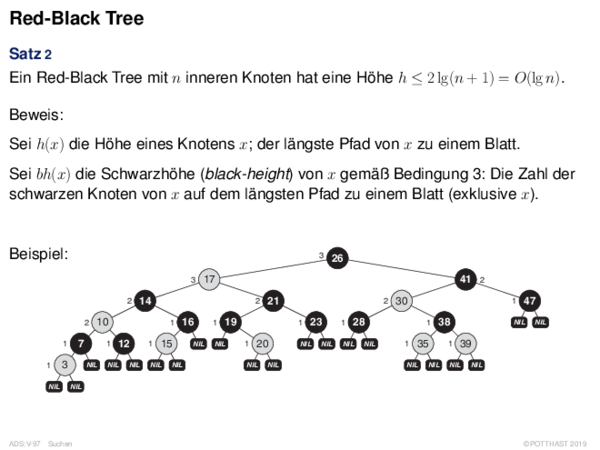 Red-Black Tree
Satz 2
Ein Red-Black Tree mit n inneren Knoten hat eine Höhe h ≤ 2 lg(n + 1) = O(lg n).
Beweis:
Sei h(x) die Höhe eines Knotens x; der längste Pfad von x zu einem Blatt.
Sei bh(x) die Schwarzhöhe (black-height) von x gemäß Bedingung 3: Die Zahl der
schwarzen Knoten von x auf dem längsten Pfad zu einem Blatt (exklusive x).
Beispiel:
3 26
3 17 41 2
2 14 2 21 2 30 1 47
2 10 1 16 1 19 1 23 1 28 1 38 NIL NIL
1 7 1 12 1 15 NIL NIL 1 20 NIL NIL NIL NIL 1 35 1 39
1 3 NIL NIL NIL NIL NIL NIL NIL NIL NIL NIL NIL
NIL NIL
ADS:V-97 Suchen
© POTTHAST 2019